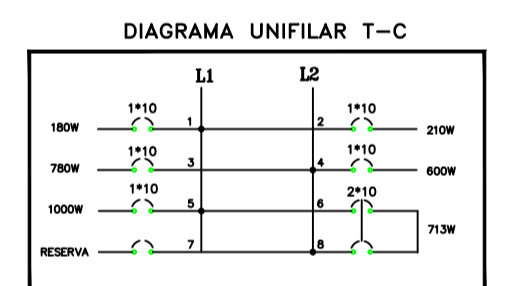 DIAGRAMA UNIFILAR T-C
L1 L2
1*10 1*10
180W 1 2 210W
1*10 1*10
780W 3 4 600W
1*10 2*10
1000W 5 6
713W
RESERVA 7 8